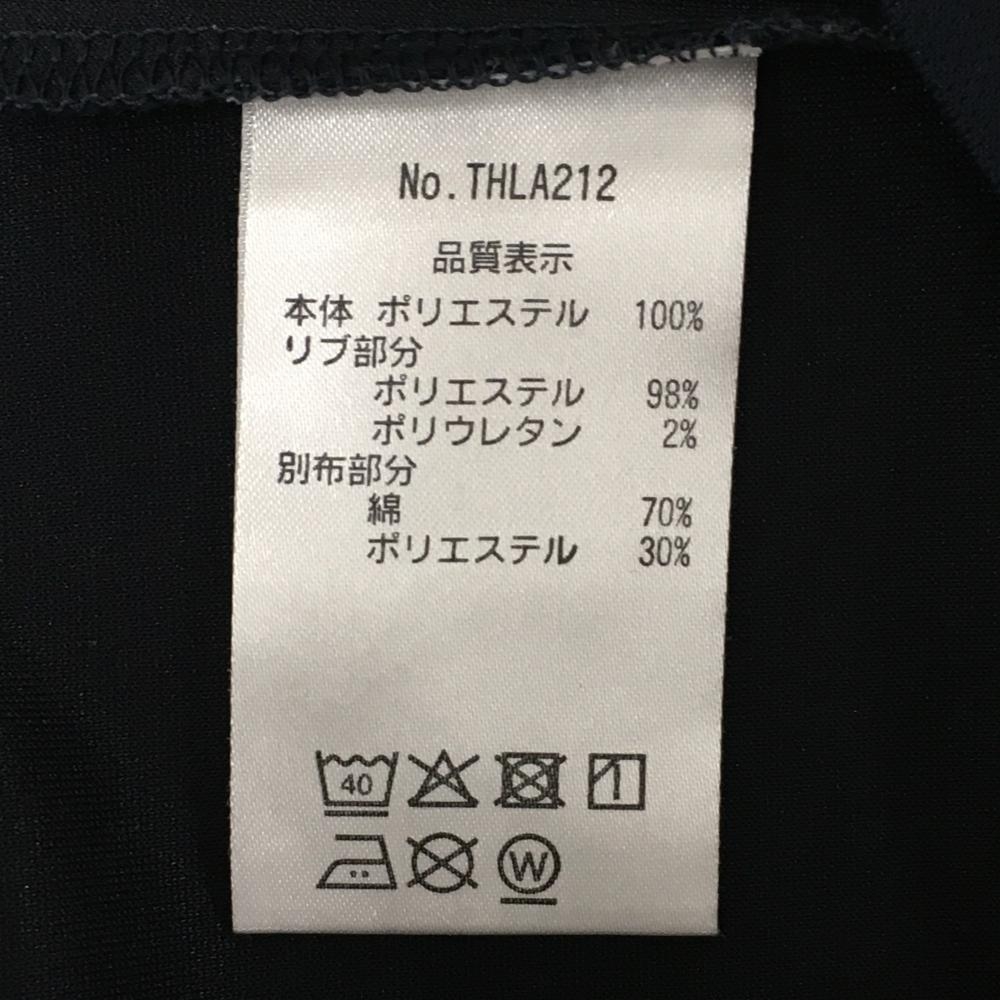 No.THLA212
品質表示
本体 ポリエステル 100%
リブ部分
ポリエステル 98%
ポリウレタン 2%
別布部分
綿 70%
ポリエステル 30%
40
W